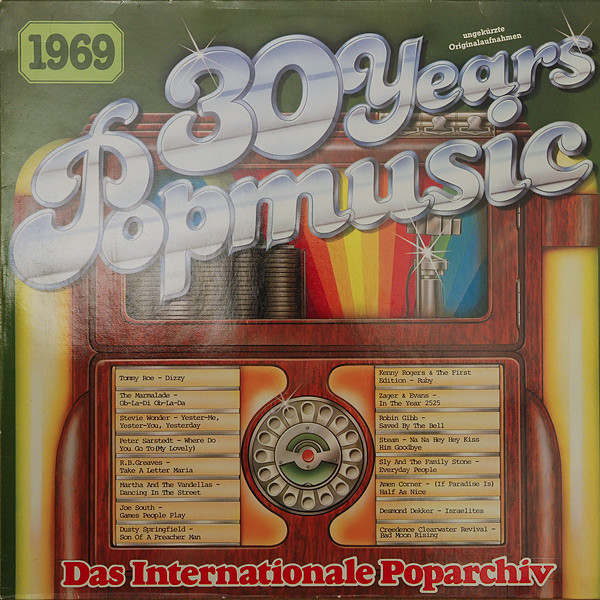 1969
ungekürzte
Originalaufnahmen
30 Years
Popmusic
Tommy Roe - Dizzy
The Marmalade -
Ob-La-Di Ob-La-Da
Stevie Wonder - Yester-Me,
Yester-You, Yesterday
Peter Sarstedt - Where Do
You Go To(My Lovely)
R.B.Greaves -
Take A Letter Maria
Martha And The Vandellas -
Dancing In The Street
Joe South -
Games People Play
Dusty Springfield -
Son Of A Preacher Man
Kenny Rogers & The First
Edition - Ruby
Zager & Evans -
In The Year 2525
Robin Gibb -
Saved By The Bell
Steam - Na Na Hey Hey Kiss
Him Goodbye
Sly And The Family Stone -
Everyday People
Amen Corner - (If Paradise Is)
Half As Nice
Desmond Dekker - Israelites
Creedence Clearwater Revival -
Bad Moon Rising
Das Internationale Poparchiv